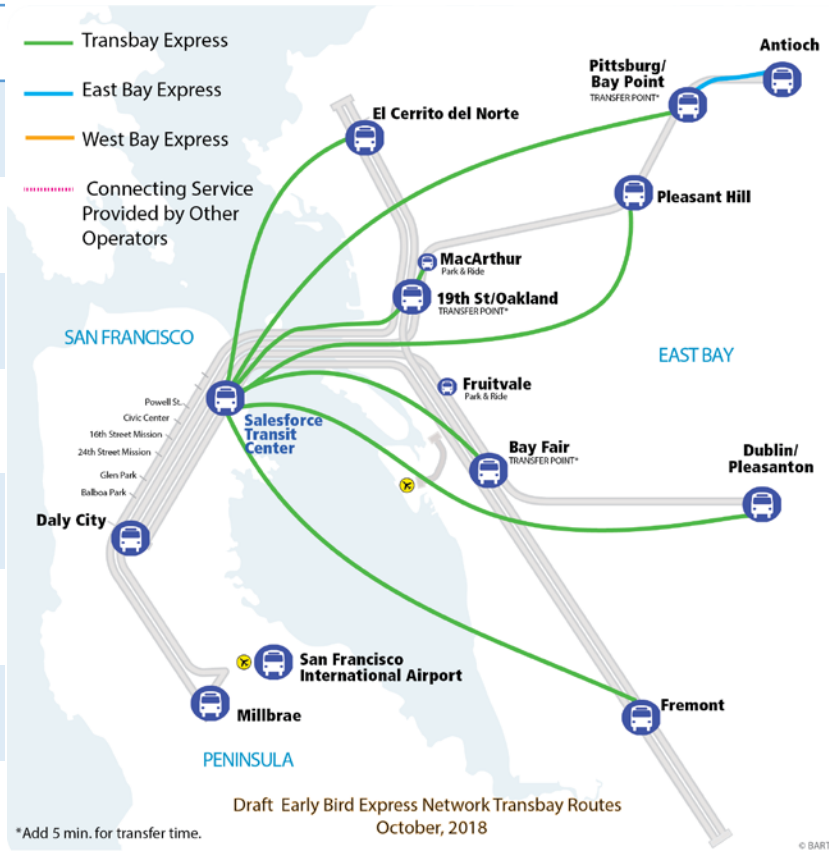 Transbay Express
East Bay Express
West Bay Express
Connecting Service
Provided by Other
Operators
Antioch
Pittsburg/
Bay Point
TRANSFER POINT*
El Cerrito del Norte
Pleasant Hill
MacArthur
Park & Ride
19th St/Oakland
TRANSFER POINT*
SAN FRANCISCO
EAST BAY
Fruitvale
Park & Ride
Powell St.
Civic Center
16th Street Mission
24th Street Mission
Glen Park
Balboa Park
Salesforce
Transit
Center
Bay Fair
TRANSFER POINT*
Dublin/
Pleasanton
Daly City
San Francisco
International Airport
Millbrae
Fremont
PENINSULA
Draft Early Bird Express Network Transbay Routes
October, 2018
*Add 5 min. for transfer time.
© BART